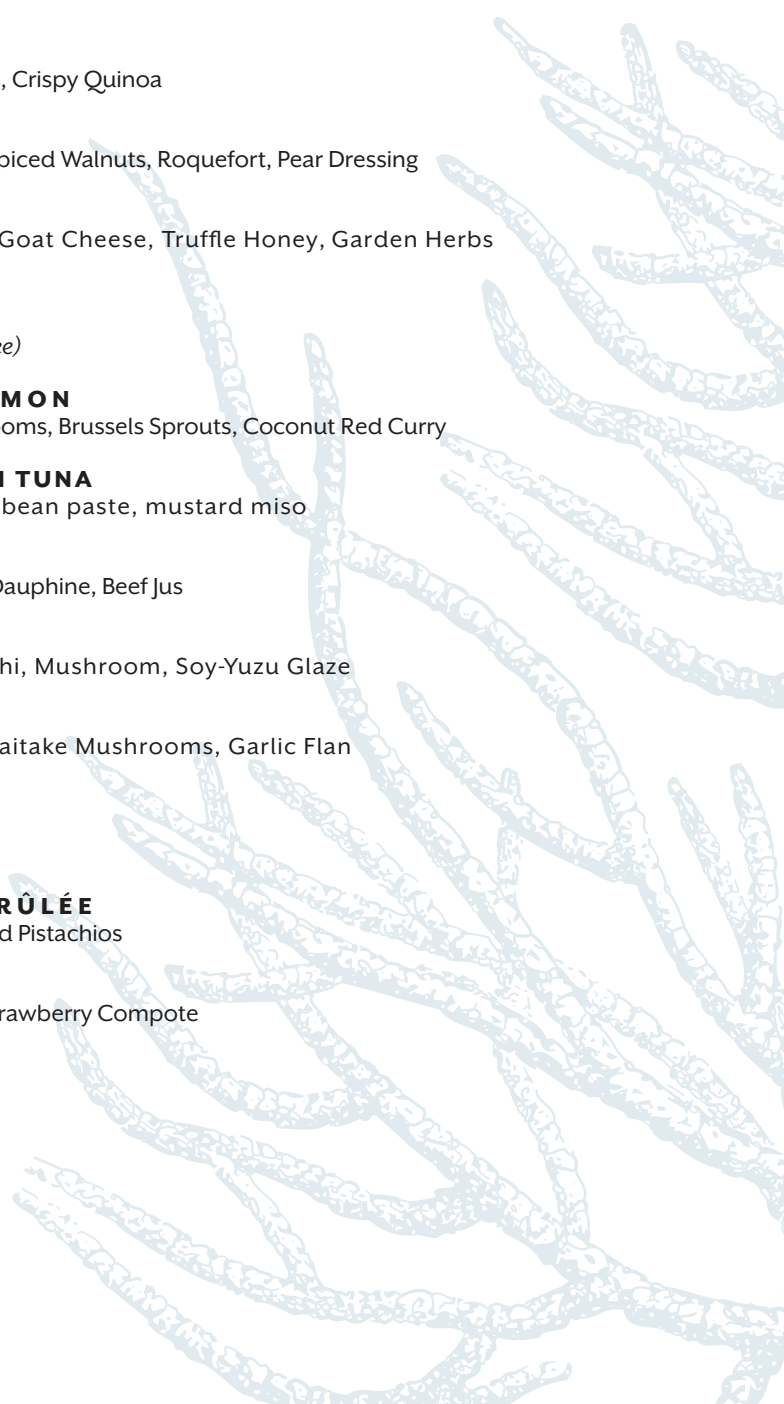 , Crispy Quinoa
piced Walnuts, Roquefort, Pear Dressing
Goat Cheese, Truffle Honey, Garden Herbs
ee)
MON
ooms, Brussels Sprouts, Coconut Red Curry
TUNA
bean paste, mustard miso
Dauphine, Beef Jus
hi, Mushroom, Soy-Yuzu Glaze
aitake Mushrooms, Garlic Flan
RÛLÉE
d Pistachios
rawberry Compote